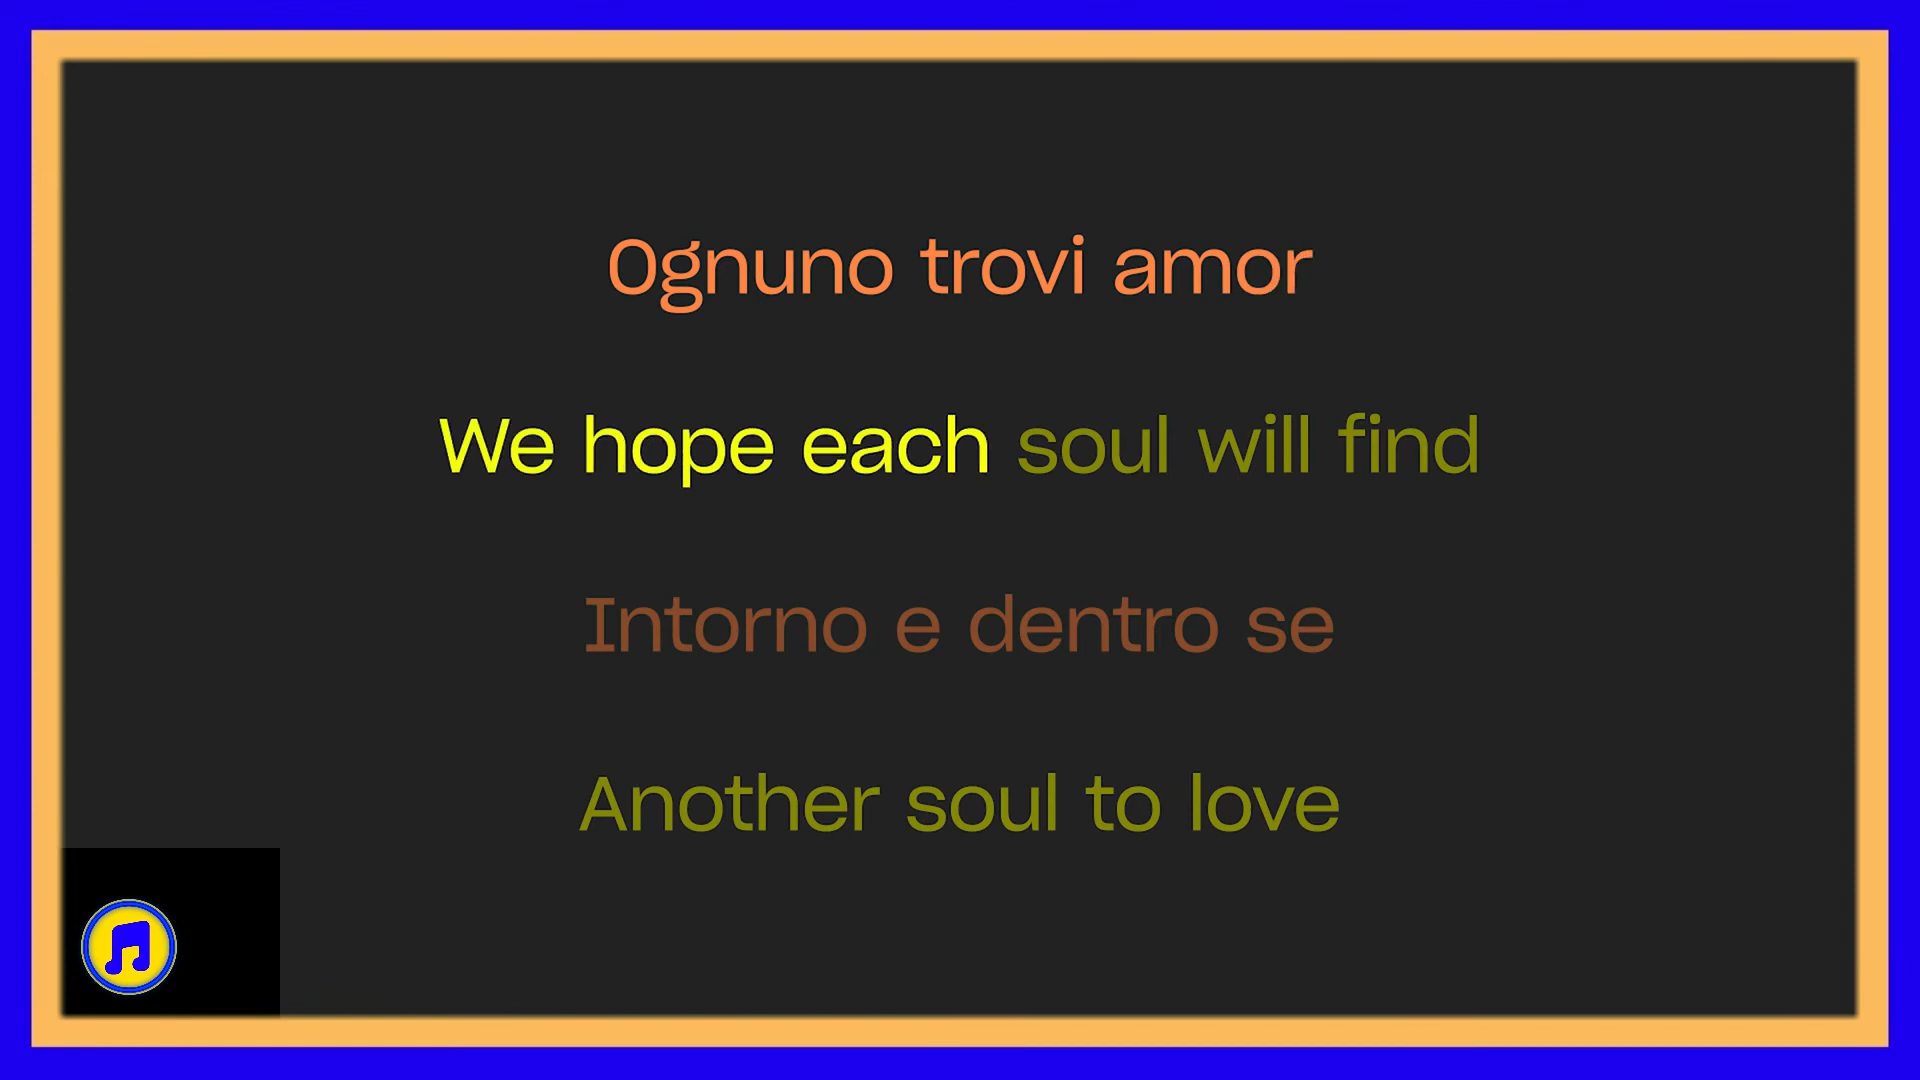 Ognuno trovi amor
We hope each soul will find
Intorno e dentro se
Another soul to love